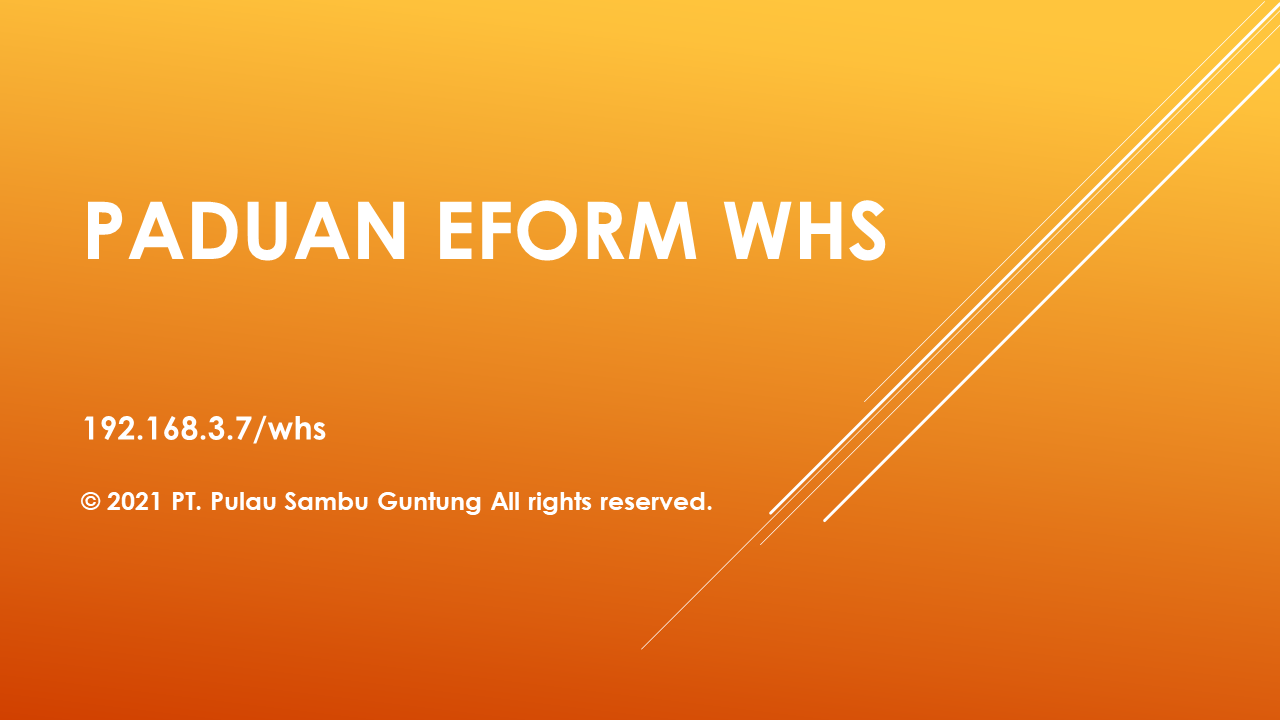 PADUAN EFORM WHS
192.168.3.7/whs
© 2021 PT. Pulau Sambu Guntung All rights reserved.